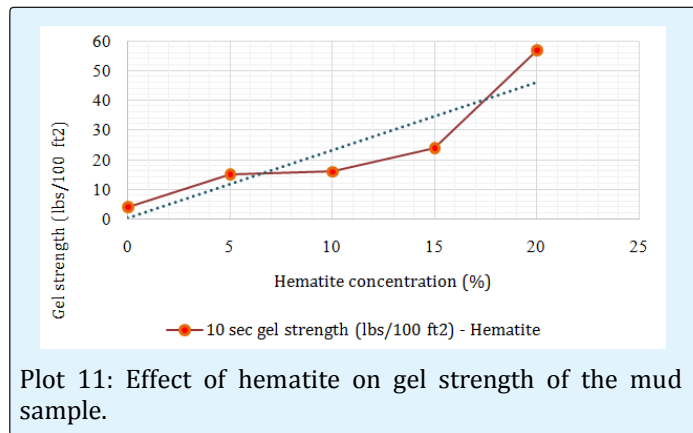 60
50
40
30
20
10
0
Gel strength (lbs/100 ft2)
0 5 10 15 20 25
Hematite concentration (%)
10 sec gel strength (lbs/100 ft2) - Hematite
Plot 11: Effect of hematite on gel strength of the mud
sample.